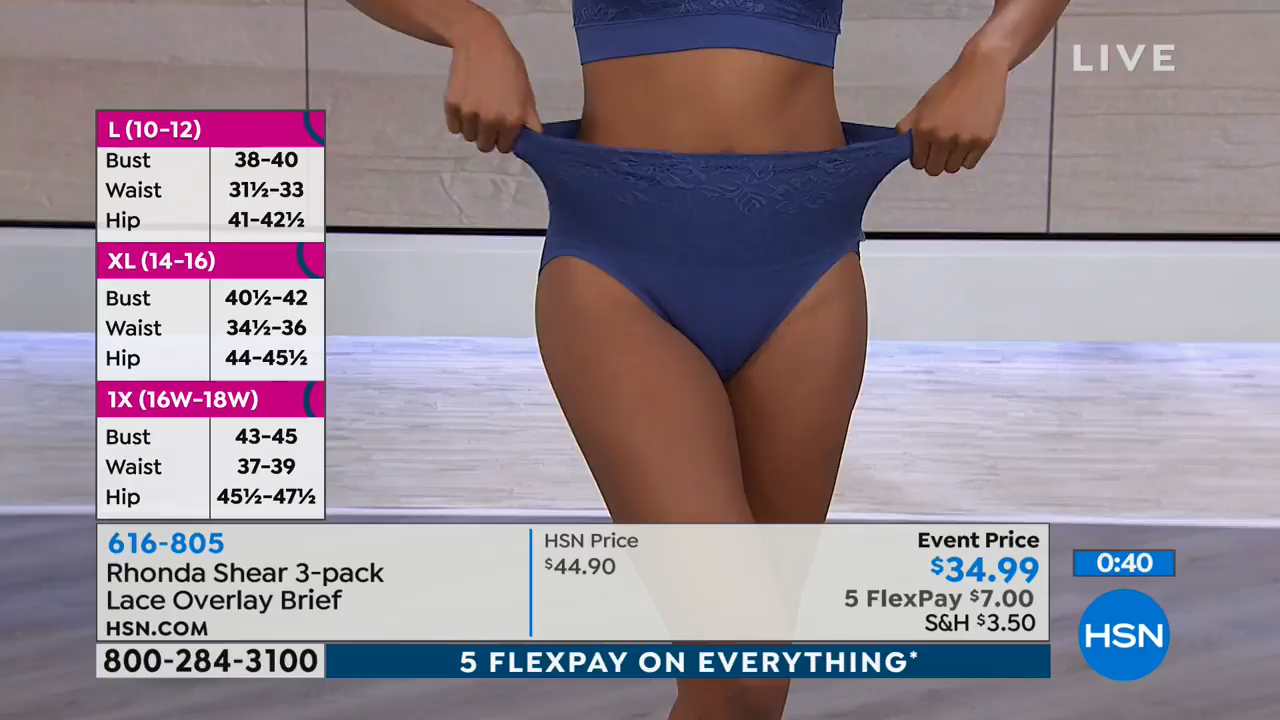 LIVE
L (10-12)
Bust 38-40
Waist 31½-33
Hip 41-42½
XL (14-16)
Bust 40½-42
Waist 34½-36
Hip 44-45½
1X (16W-18W)
Bust 43-45
Waist 37-39
Hip 45½-47½
616-805
Rhonda Shear 3-pack
Lace Overlay Brief
HSN.COM
HSN Price
$44.90
Event Price
$34.99
5 FlexPay $7.00
S&H $3.50
0:40
HSN
800-284-3100
5 FLEXPAY ON EVERYTHING*